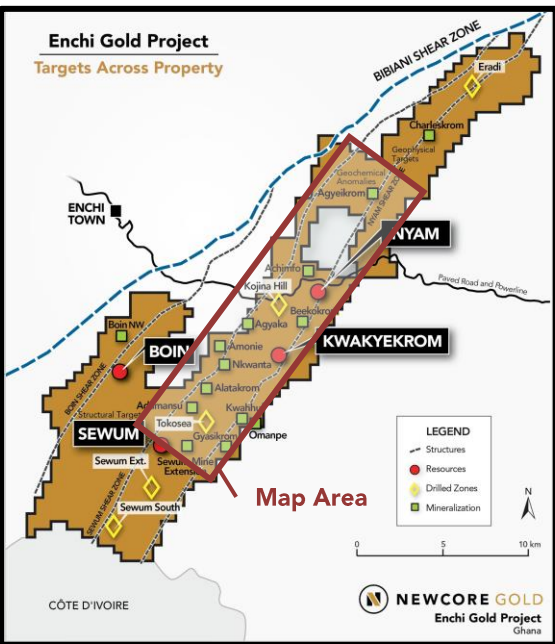 Enchi Gold Project
Targets Across Property
BIBIANI SHEAR ZONE
Eradi
Charleskrom
Geophysical
Targets
Geochemical
Anomalies
Agyeikrom
NYAM SHEAR ZONE
ENCHI
TOWN
NYAM
Achimfo
Kojina Hill
Paved Road and Powerline
Beekokrom
Boin NW
Agyaka
KWAKYEKROM
BOIN
Amonie
Nkwanta
BOIN SHEAR ZONE
Alatakrom
Structural Target
Kwahu
Tokosea
SEWUM
Gyasikrom
Omanpe
Sewum
Extension
Mine
Sewum Ext.
SEWUM SHEAR ZONE
Sewum South
Map Area
LEGEND
Structures
Resources
Drilled Zones
Mineralization
N
0 5 10 km
CÔTE D'IVOIRE
NEWCORE GOLD
Enchi Gold Project
Ghana